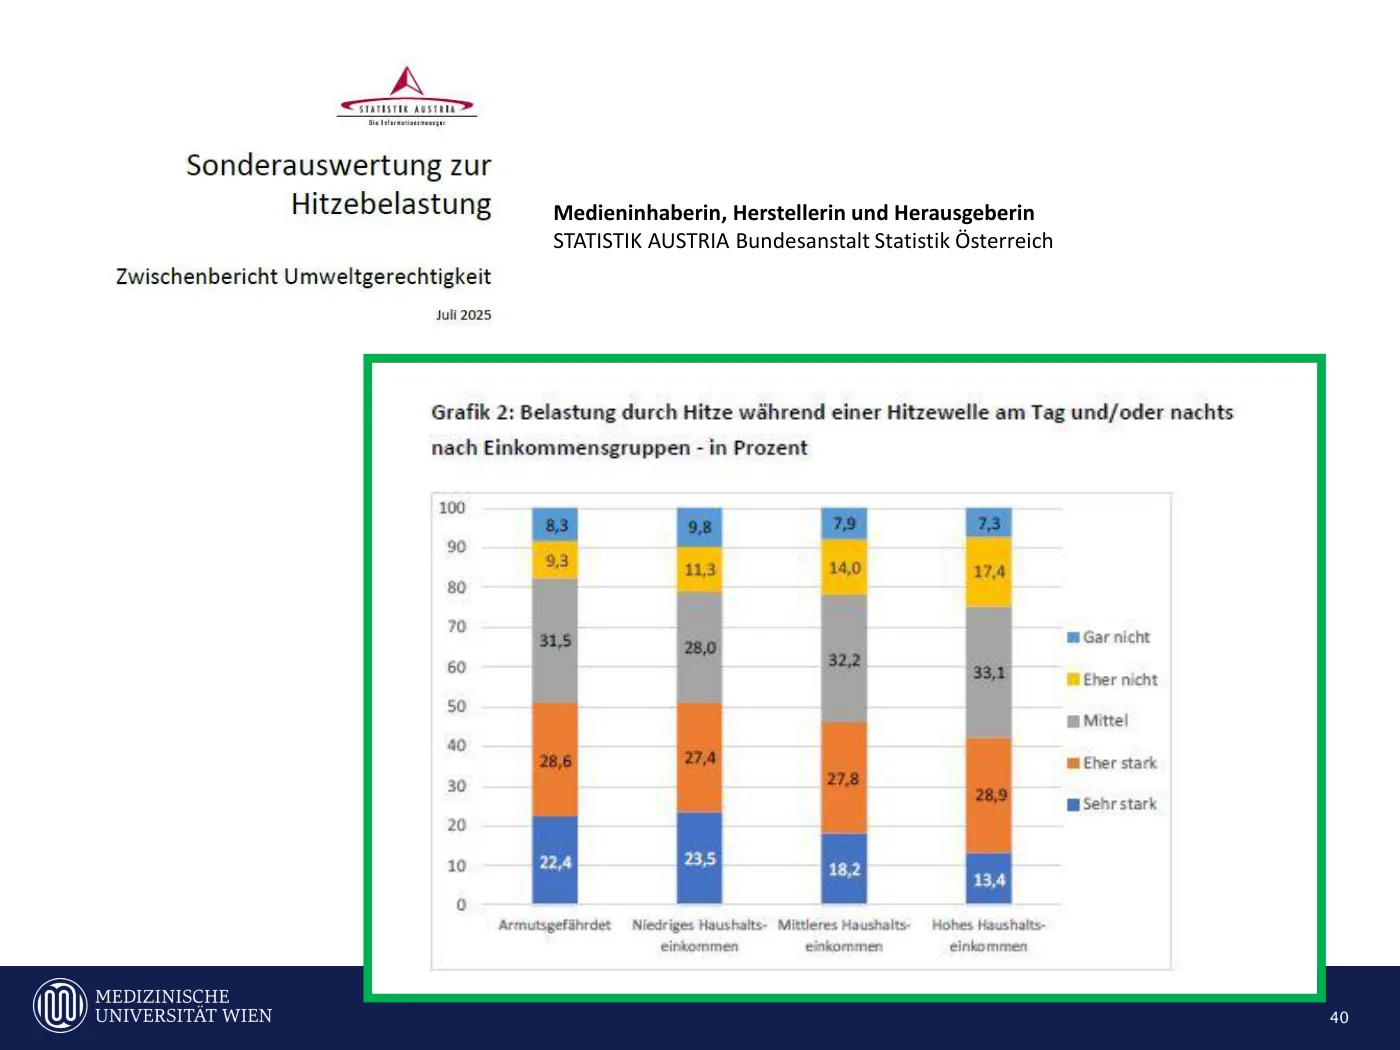 STATISTIK AUSTRIA
Die Informationsmanager
Sonderauswertung zur
Hitzebelastung
Zwischenbericht Umweltgerechtigkeit
Juli 2025
Medieninhaberin, Herstellerin und Herausgeberin
STATISTIK AUSTRIA Bundesanstalt Statistik Österreich
Grafik 2: Belastung durch Hitze während einer Hitzewelle am Tag und/oder nachts
nach Einkommensgruppen - in Prozent
100
90
80
70
60
50
40
30
20
10
0
8,3
9,3
31,5
28,6
22,4
9,8
11,3
28,0
27,4
23,5
7,9
14,0
32,2
27,8
18,2
7,3
17,4
33,1
28,9
13,4
Armutsgefährdet
Niedriges Haushalts-
einkommen
Mittleres Haushalts-
einkommen
Hohes Haushalts-
einkommen
Gar nicht
Eher nicht
Mittel
Eher stark
Sehr stark
MEDIZINISCHE
UNIVERSITÄT WIEN
40